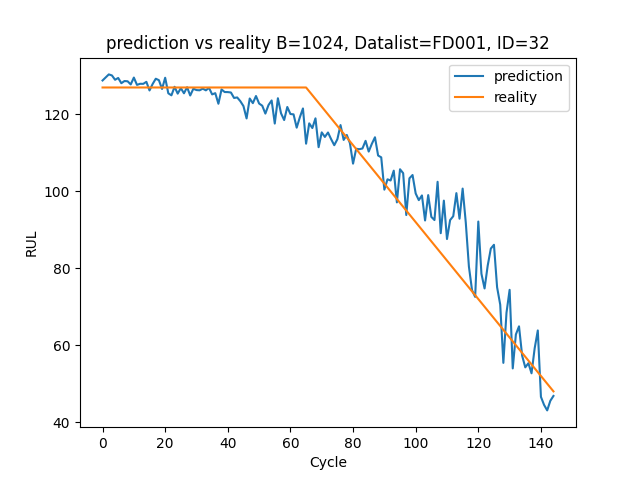 prediction vs reality B=1024, Datalist=FD001, ID=32
prediction
reality
RUL
120
100
80
60
40
0 20 40 60 80 100 120 140
Cycle